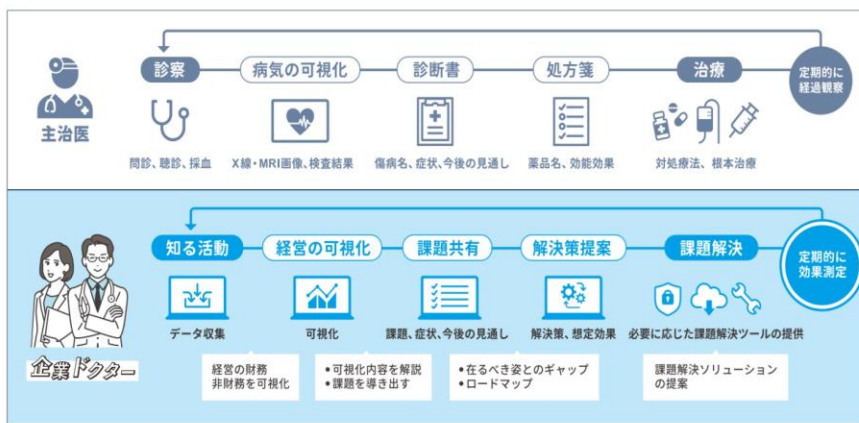 診察
病気の可視化
診断書
処方箋
治療
定期的に
経過観察
主治医
問診、聴診、採血
X線・MRI画像、検査結果
傷病名、症状、今後の見通し
薬品名、効能効果
対処療法、根本治療
知る活動
経営の可視化
課題共有
解決策提案
課題解決
定期的に
効果測定
データ収集
可視化
課題、症状、今後の見通し
解決策、想定効果
必要に応じた課題解決ツールの提供
企業ドクター
経営の財務
非財務を可視化
•可視化内容を解説
•課題を導き出す
•在るべき姿とのギャップ
•ロードマップ
課題解決ソリューション
の提案